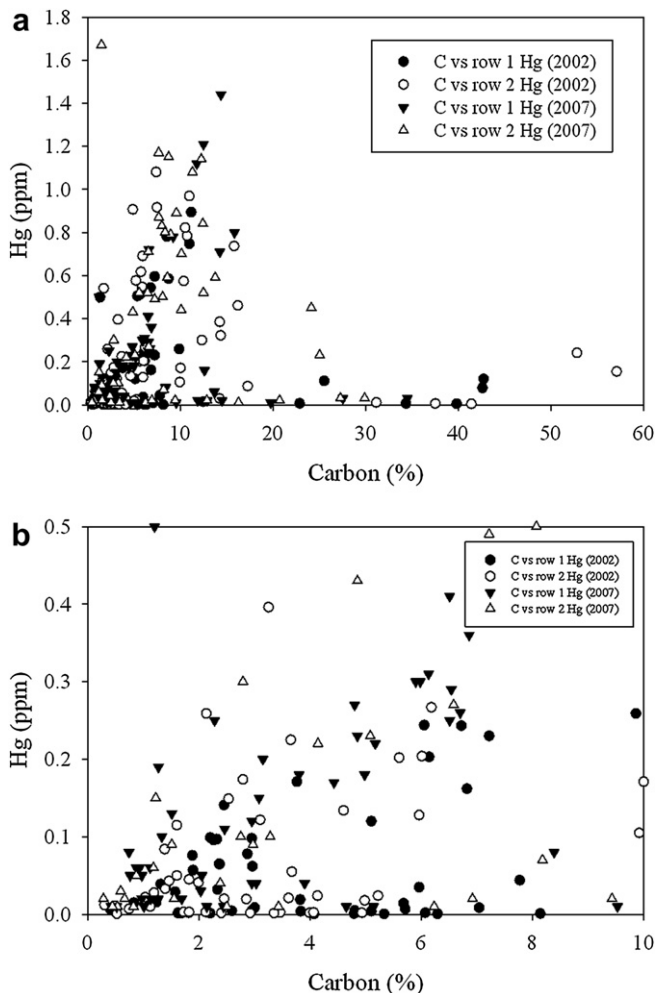 a
1.8
1.6
1.4
1.2
1.0
0.8
0.6
0.4
0.2
0.0
Hg (ppm)
C vs row 1 Hg (2002)
C vs row 2 Hg (2002)
C vs row 1 Hg (2007)
C vs row 2 Hg (2007)
0 10 20 30 40 50 60
Carbon (%)
b
0.5
0.4
0.3
0.2
0.1
0.0
Hg (ppm)
C vs row 1 Hg (2002)
C vs row 2 Hg (2002)
C vs row 1 Hg (2007)
C vs row 2 Hg (2007)
0 2 4 6 8 10
Carbon (%)